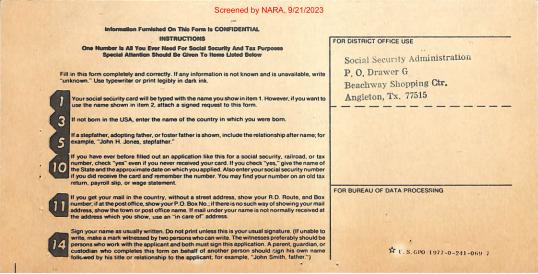 Screened by NARA, 9/21/2023
Information Furnished On This Form Is CONFIDENTIAL
INSTRUCTIONS
One Number Is All You Ever Need For Social Security And Tax Purposes
Special Attention Should Be Given To Items Listed Below
Fill in this form completely and correctly. If any information is not known and is unavailable, write
"unknown." Use typewriter or print legibly in dark ink.
1 Your social security card will be typed with the name you show in item 1. However, if you want to
use the name shown in item 2, attach a signed request to this form.
3 If not born in the USA, enter the name of the country in which you were born.
5 If a stepfather, adopting father, or foster father is shown, include the relationship after name; for
example, "John H. Jones, stepfather."
10 If you have ever before filled out an application like this for a social security, railroad, or tax
number, check "yes" even if you never received your card. If you check "yes," give the name of
the State and the approximate date on which you applied. Also enter your social security number
if you did receive the card and remember the number. You may find your number on an old tax
return, payroll slip, or wage statement.
11 If you get your mail in the country, without a street address, show your R.D. Route, and Box
number; if at the post office, show your P.O. Box No.; if there is no such way of showing your mail
address, show the town or post office name. If mail under your name is not normally received at
the address which you show, use an "in care of" address.
14 Sign your name as usually written. Do not print unless this is your usual signature. (If unable to
write, make a mark witnessed by two persons who can write. The witnesses preferably should be
persons who work with the applicant and both must sign this application. A parent, guardian, or
custodian who completes this form on behalf of another person should sign his own name
followed by his title or relationship to the applicant; for example, "John Smith, father.")
FOR DISTRICT OFFICE USE
Social Security Administration
P. O. Drawer G
Beachway Shopping Ctr.
Angleton, Tx. 77515
FOR BUREAU OF DATA PROCESSING
☆ U.S. GPO 1977-0-241-069 2